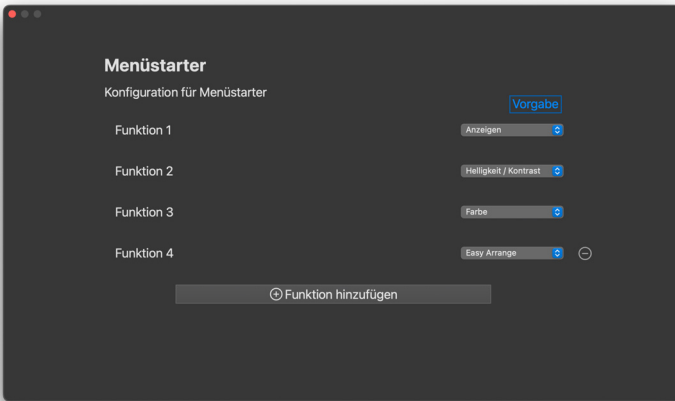 Menüstarter
Konfiguration für Menüstarter
Vorgabe
Funktion 1 Anzeigen
Funktion 2 Helligkeit / Kontrast
Funktion 3 Farbe
Funktion 4 Easy Arrange
Funktion hinzufügen